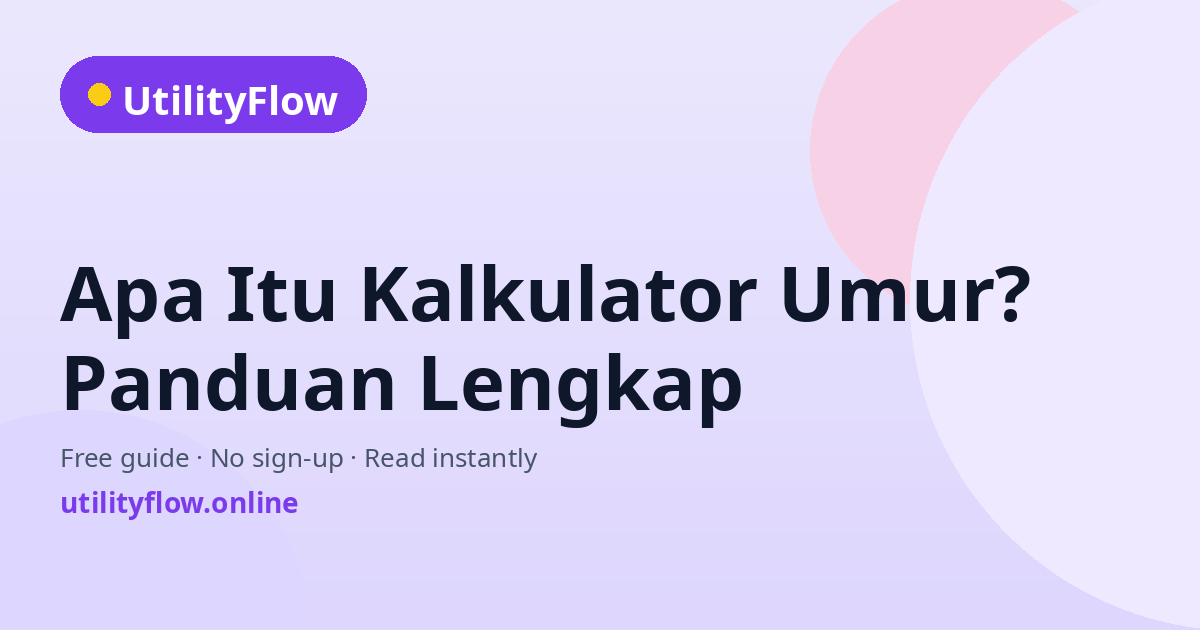 UtilityFlow
Apa Itu Kalkulator Umur?
Panduan Lengkap
Free guide · No sign-up · Read instantly
utilityflow.online